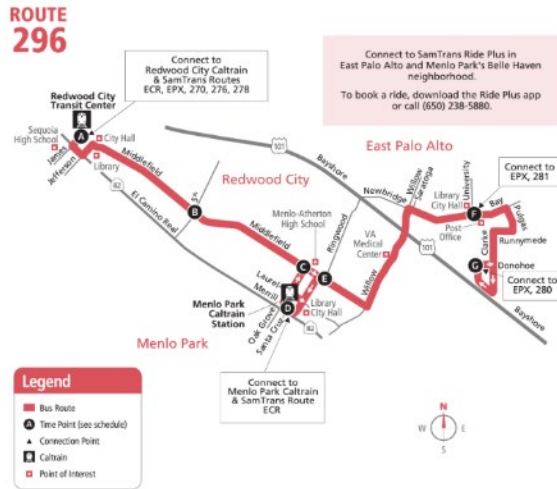 ROUTE
296
Connect to
Redwood City Caltrain
& SamTrans Routes
ECR, EPX, 270, 276, 278
Connect to SamTrans Ride Plus in
East Palo Alto and Menlo Park's Belle Haven
neighborhood.
To book a ride, download the Ride Plus app
or call (650) 238-5880.
Redwood City
Transit Center
A
City Hall
Sequoia
High School
James
Jefferson
Library
82
El Camino Real
Middlefield
Redwood City
5th
B
101
Bayshore
East Palo Alto
Connect to
EPX, 281
Newbridge
Willow
Saratoga
University
Library
City Hall
F
Bay
Pulgas
Post
Office
Runnymede
Clarke
Middlefield
Menlo-Atherton
High School
Ringwood
VA
Medical
Center
101
G
Donohoe
Connect to
EPX, 280
C
E
Laurel
Merrill
Willow
Bayshore
Menlo Park
Caltrain
Station
D
Library
City Hall
Oak Grove
Santa Cruz
82
Menlo Park
Connect to
Menlo Park Caltrain
& SamTrans Route
ECR
Legend
Bus Route
A Time Point (see schedule)
Connection Point
Caltrain
Point of Interest
N
W E
S